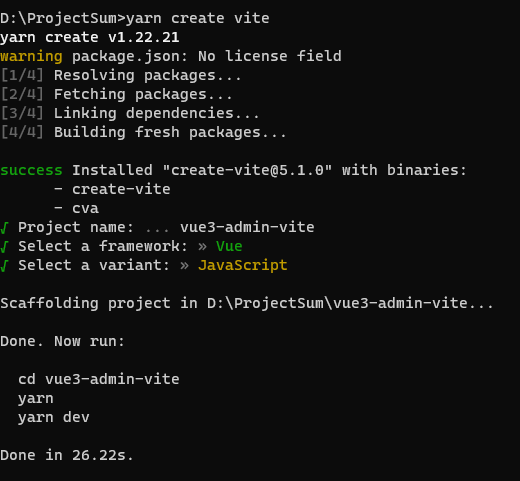 D:\ProjectSum>yarn create vite
yarn create v1.22.21
warning package.json: No license field
[1/4] Resolving packages...
[2/4] Fetching packages...
[3/4] Linking dependencies...
[4/4] Building fresh packages...
success Installed "create-vite@5.1.0" with binaries:
- create-vite
- cva
√ Project name: ... vue3-admin-vite
√ Select a framework: » Vue
√ Select a variant: » JavaScript
Scaffolding project in D:\ProjectSum\vue3-admin-vite...
Done. Now run:
cd vue3-admin-vite
yarn
yarn dev
Done in 26.22s.